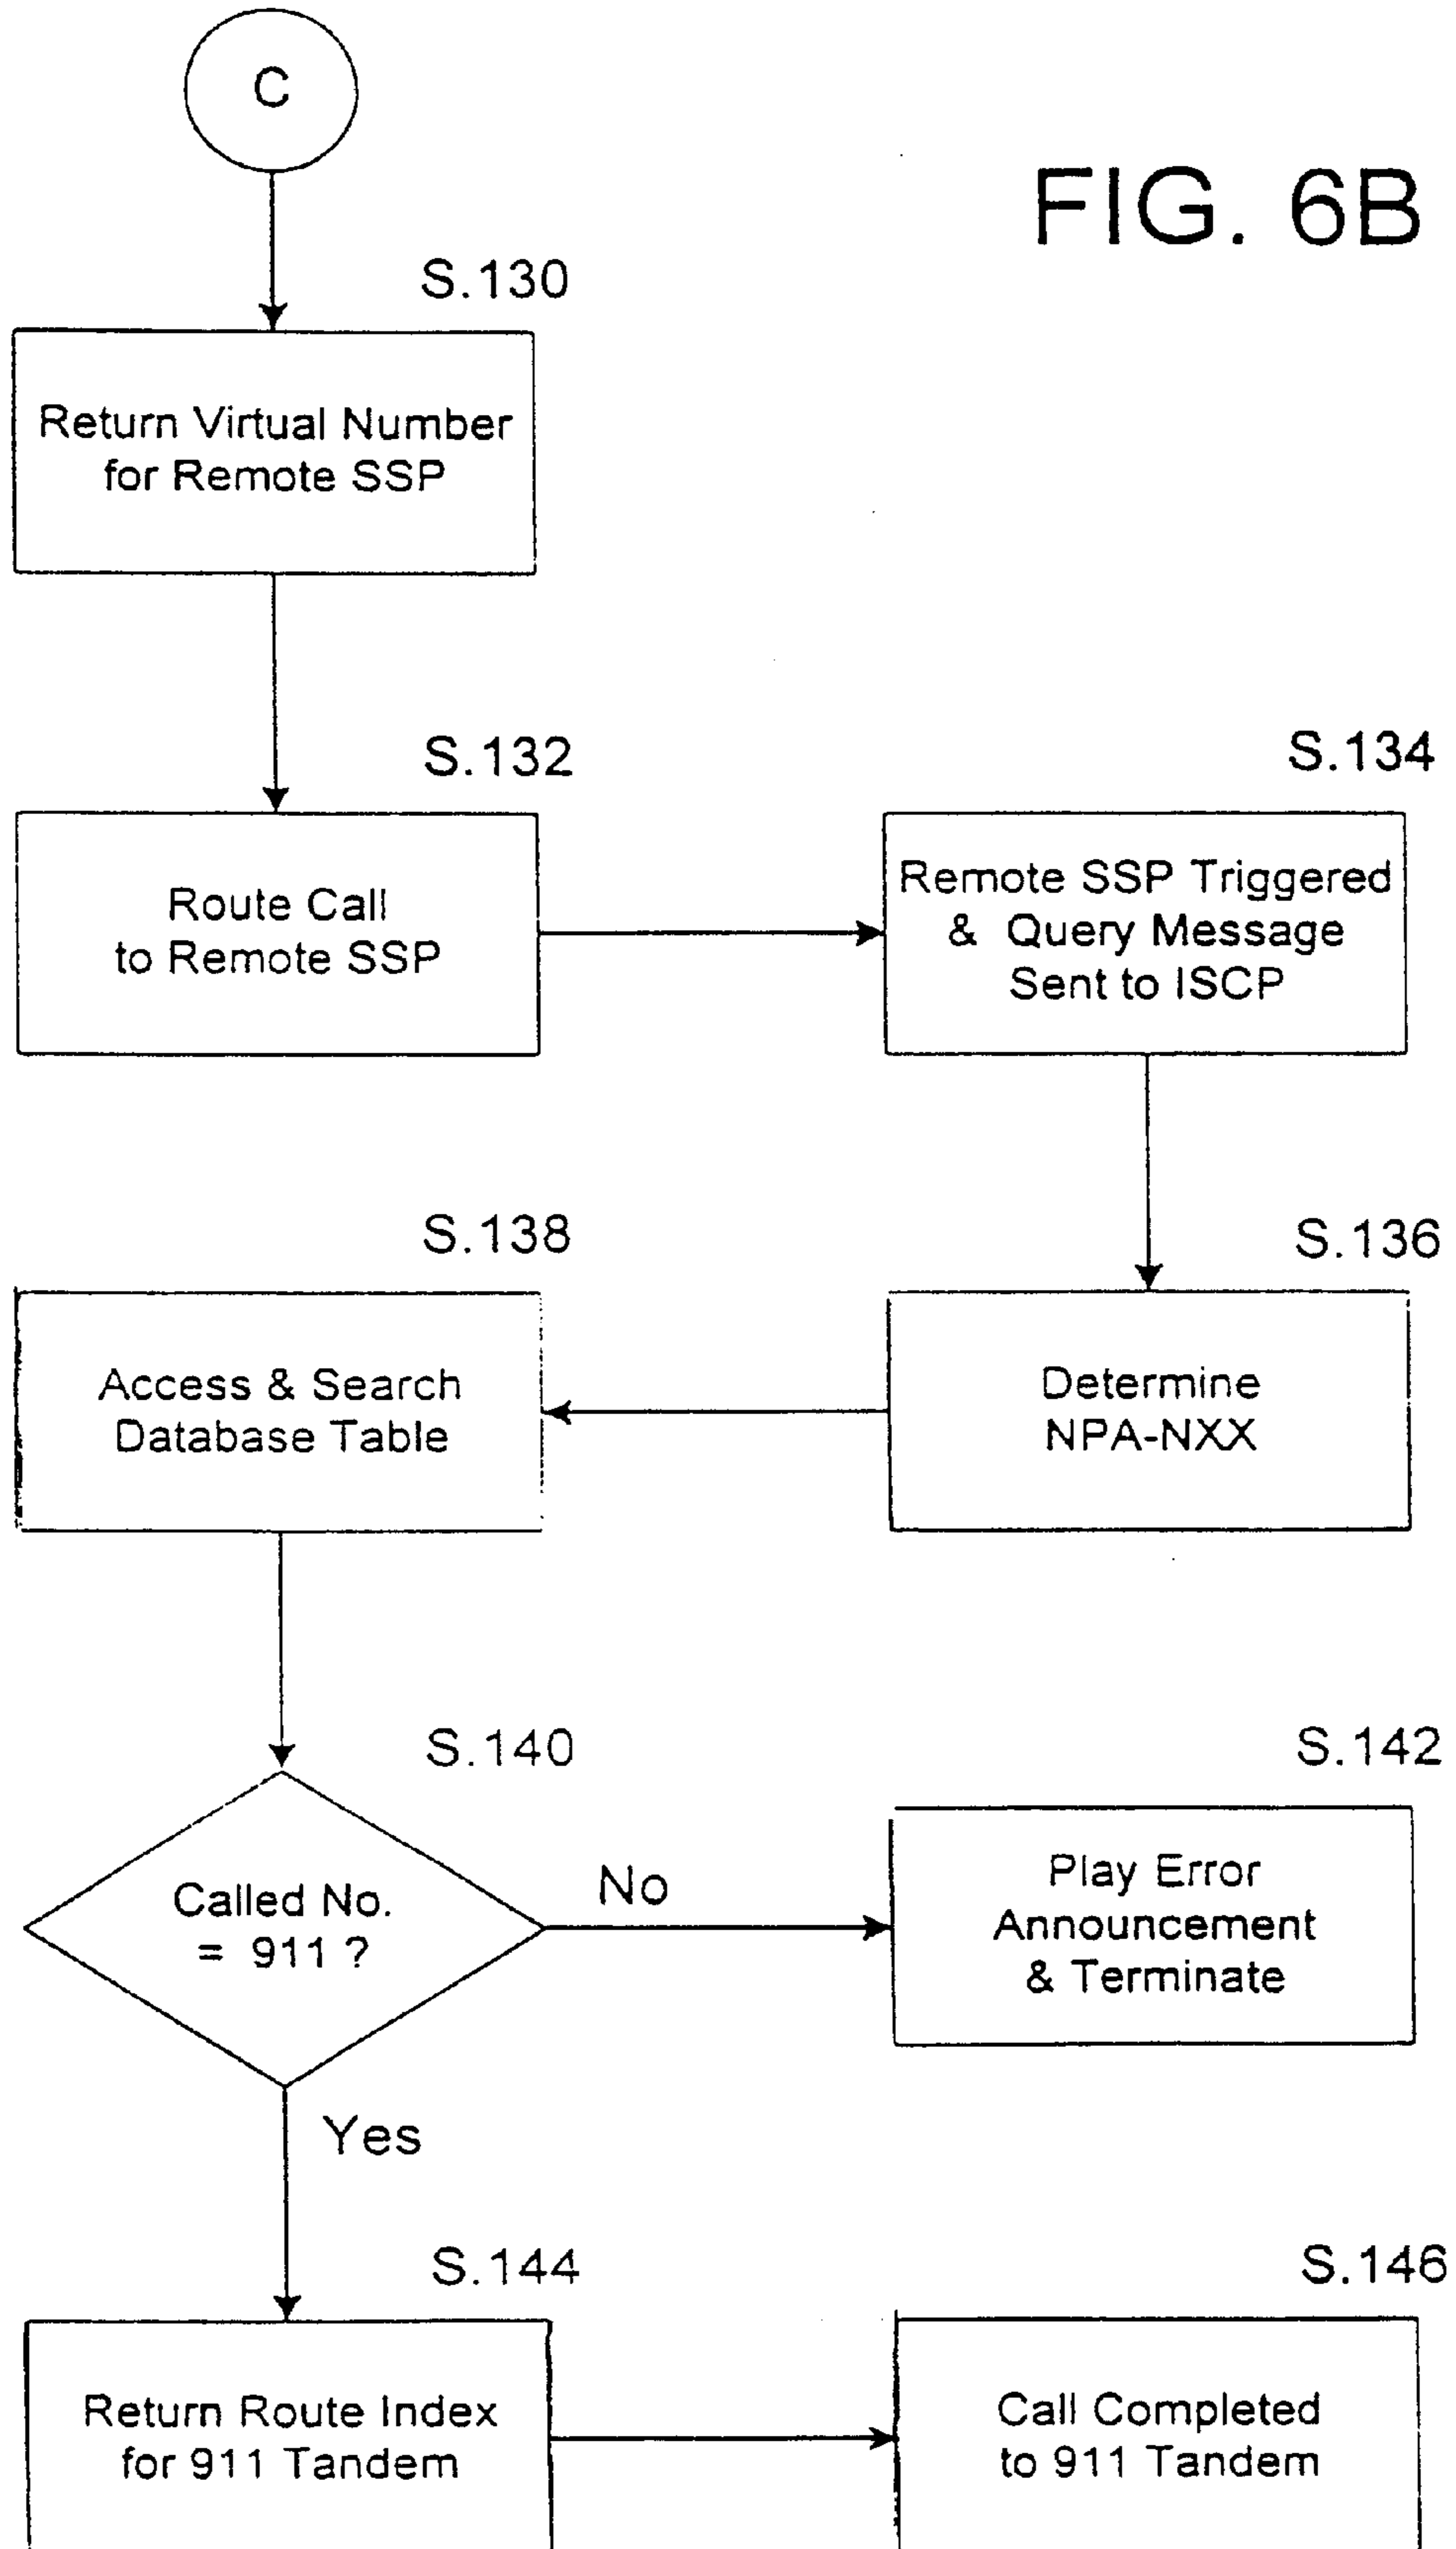 C
FIG. 6B
S.130
Return Virtual Number
for Remote SSP
S.132
Route Call
to Remote SSP
S.134
Remote SSP Triggered
& Query Message
Sent to ISCP
S.136
Determine
NPA-NXX
S.138
Access & Search
Database Table
S.140
Called No.
= 911 ?
No
S.142
Play Error
Announcement
& Terminate
Yes
S.144
Return Route Index
for 911 Tandem
S.146
Call Completed
to 911 Tandem